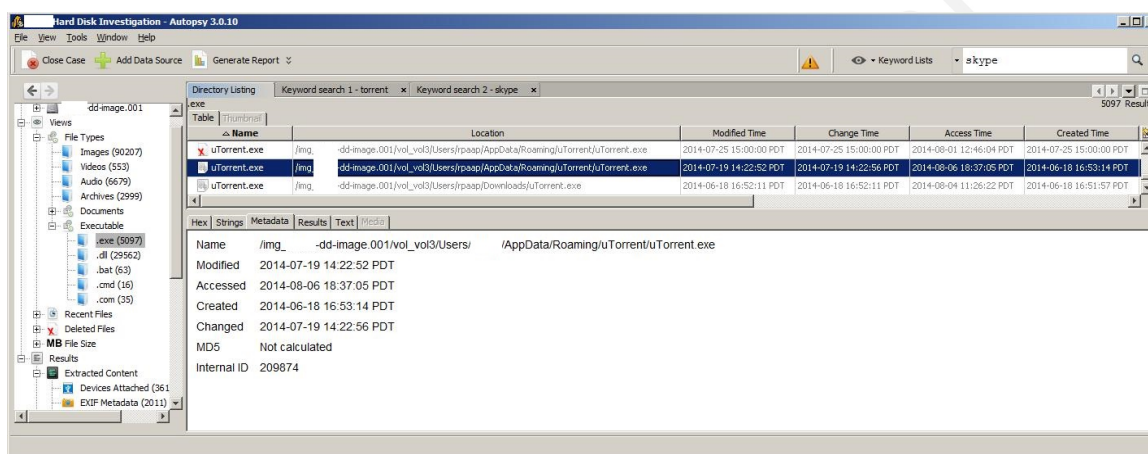 Hard Disk Investigation - Autopsy 3.0.10
File View Tools Window Help
Close Case Add Data Source Generate Report Keyword Lists skype
Directory Listing Keyword search 1 - torrent x Keyword search 2 - skype x
.exe 5097 Result
Table Thumbnail
Name Location Modified Time Change Time Access Time Created Time
uTorrent.exe /img_ -dd-image.001/vol_vol3/Users/rpaap/AppData/Roaming/uTorrent/uTorrent.exe 2014-07-25 15:00:00 PDT 2014-07-25 15:00:00 PDT 2014-08-01 12:46:04 PDT 2014-07-25 15:00:00 PDT
uTorrent.exe /img_ -dd-image.001/vol_vol3/Users/rpaap/AppData/Roaming/uTorrent/uTorrent.exe 2014-07-19 14:22:52 PDT 2014-07-19 14:22:56 PDT 2014-08-06 18:37:05 PDT 2014-06-18 16:53:14 PDT
uTorrent.exe /img_ -dd-image.001/vol_vol3/Users/rpaap/Downloads/uTorrent.exe 2014-06-18 16:52:11 PDT 2014-06-18 16:52:11 PDT 2014-08-04 11:26:22 PDT 2014-06-18 16:51:57 PDT
-dd-image.001
Views
File Types
Images (90207)
Videos (553)
Audio (6679)
Archives (2999)
Documents
Executable
.exe (5097)
.dll (29562)
.bat (63)
.cmd (16)
.com (35)
Recent Files
Deleted Files
MB File Size
Results
Extracted Content
Devices Attached (361
EXIF Metadata (2011)
Hex Strings Metadata Results Text Media
Name /img_ -dd-image.001/vol_vol3/Users/ /AppData/Roaming/uTorrent/uTorrent.exe
Modified 2014-07-19 14:22:52 PDT
Accessed 2014-08-06 18:37:05 PDT
Created 2014-06-18 16:53:14 PDT
Changed 2014-07-19 14:22:56 PDT
MD5 Not calculated
Internal ID 209874